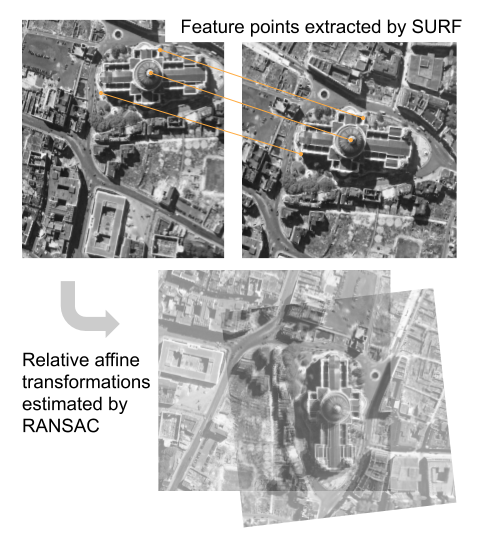 Feature points extracted by SURF
Relative affine
transformations
estimated by
RANSAC